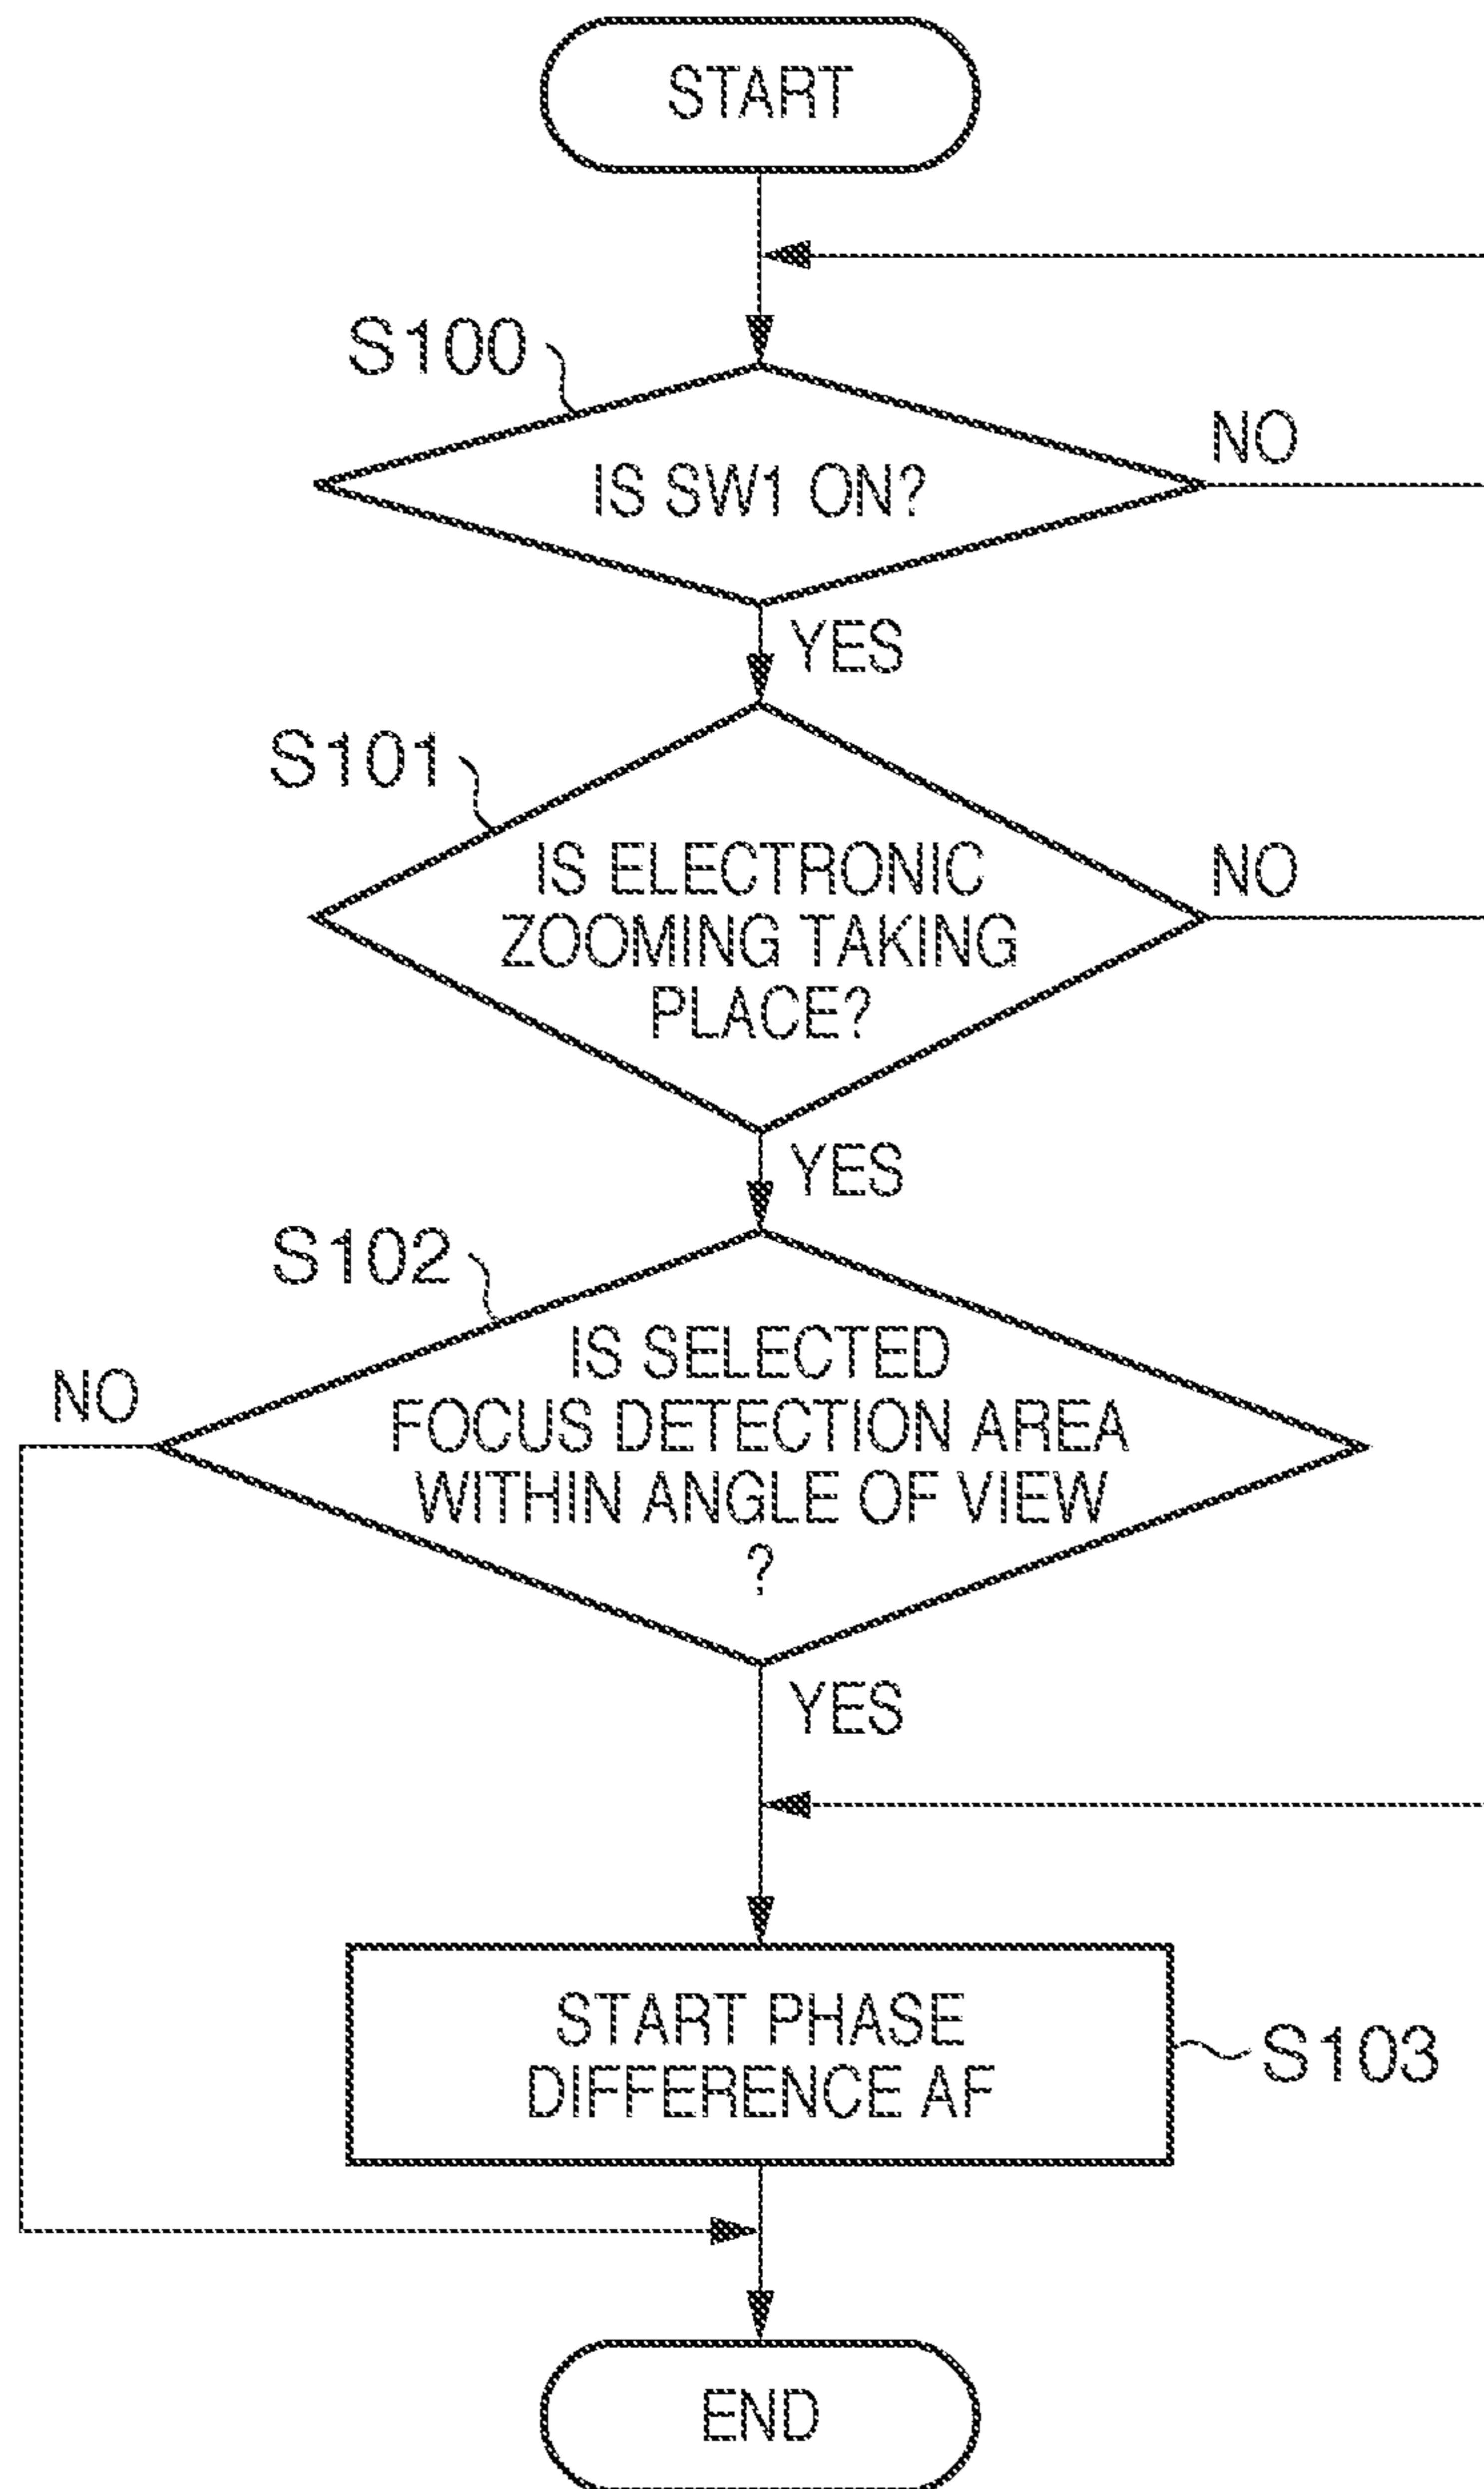 START
S100
IS SW1 ON?
NO
YES
S101
IS ELECTRONIC
ZOOMING TAKING
PLACE?
NO
YES
S102
IS SELECTED
FOCUS DETECTION AREA
WITHIN ANGLE OF VIEW
?
NO
YES
START PHASE
DIFFERENCE AF
S103
END